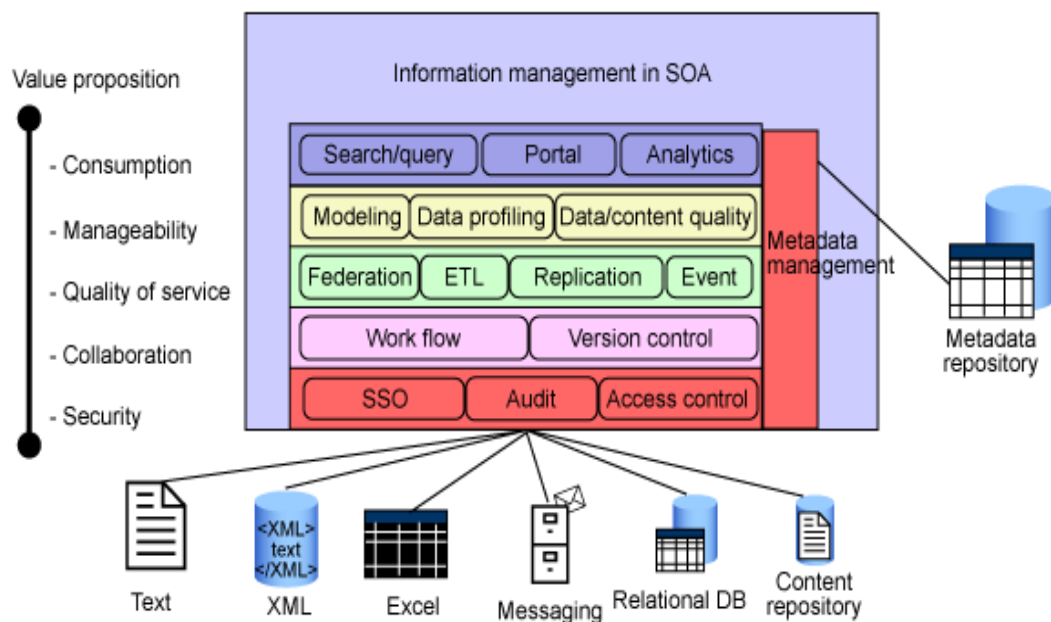 Information management in SOA
Value proposition
- Consumption
- Manageability
- Quality of service
- Collaboration
- Security
Search/query
Portal
Analytics
Modeling
Data profiling
Data/content quality
Federation
ETL
Replication
Event
Work flow
Version control
SSO
Audit
Access control
Metadata
management
Metadata
repository
Text
<XML>
text
</XML>
XML
Excel
Messaging
Relational DB
Content
repository